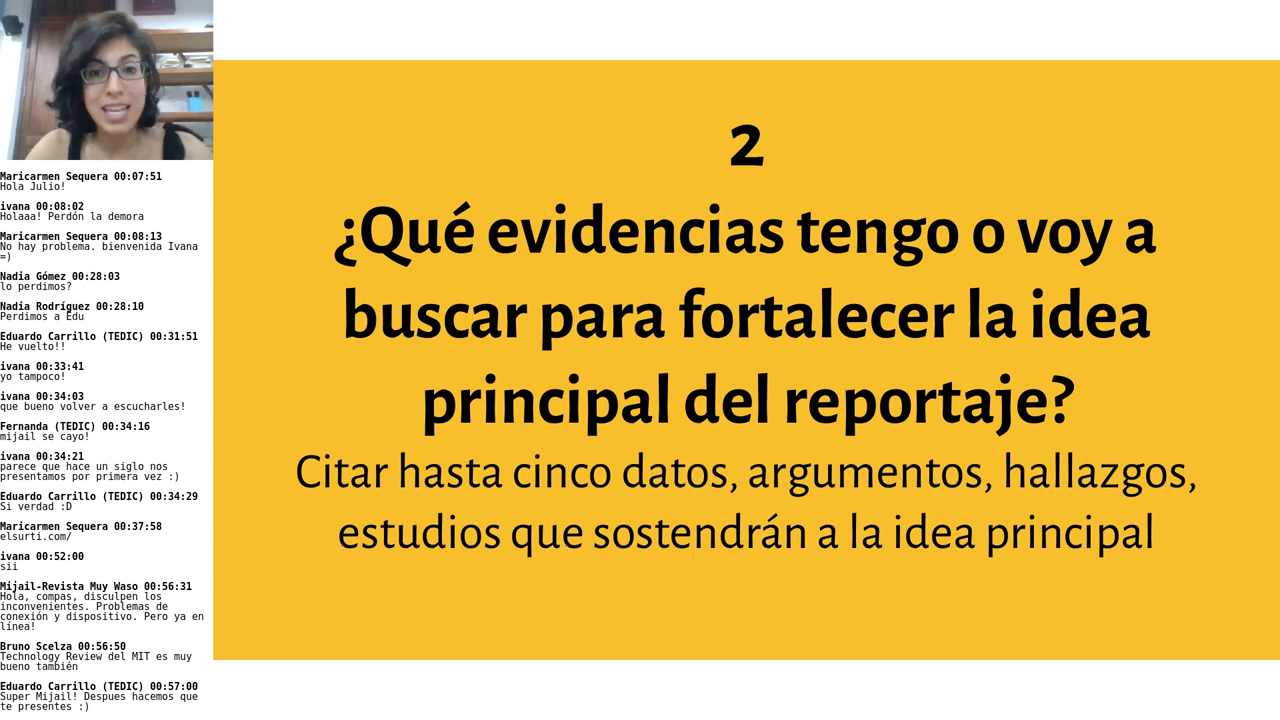 Maricarmen Sequera 00:07:51
Hola Julio!
ivana 00:08:02
Holaaa! Perdón la demora
Maricarmen Sequera 00:08:13
No hay problema. bienvenida Ivana
=)
Nadia Gómez 00:28:03
lo perdimos?
Nadia Rodríguez 00:28:10
Perdimos a Edu
Eduardo Carrillo (TEDIC) 00:31:51
He vuelto!!
ivana 00:33:41
yo tampoco!
ivana 00:34:03
que bueno volver a escucharles!
Fernanda (TEDIC) 00:34:16
mijail se cayo!
ivana 00:34:21
parece que hace un siglo nos
presentamos por primera vez :)
Eduardo Carrillo (TEDIC) 00:34:29
Si verdad :D
Maricarmen Sequera 00:37:58
elsurti.com/
ivana 00:52:00
sii
Mijail-Revista Muy Waso 00:56:31
Hola, compas, disculpen los
inconvenientes. Problemas de
conexión y dispositivo. Pero ya en
línea!
Bruno Scelza 00:56:50
Technology Review del MIT es muy
bueno también
Eduardo Carrillo (TEDIC) 00:57:00
Super Mijail! Despues hacemos que
te presentes :)
2
¿Qué evidencias tengo o voy a
buscar para fortalecer la idea
principal del reportaje?
Citar hasta cinco datos, argumentos, hallazgos,
estudios que sostendrán a la idea principal